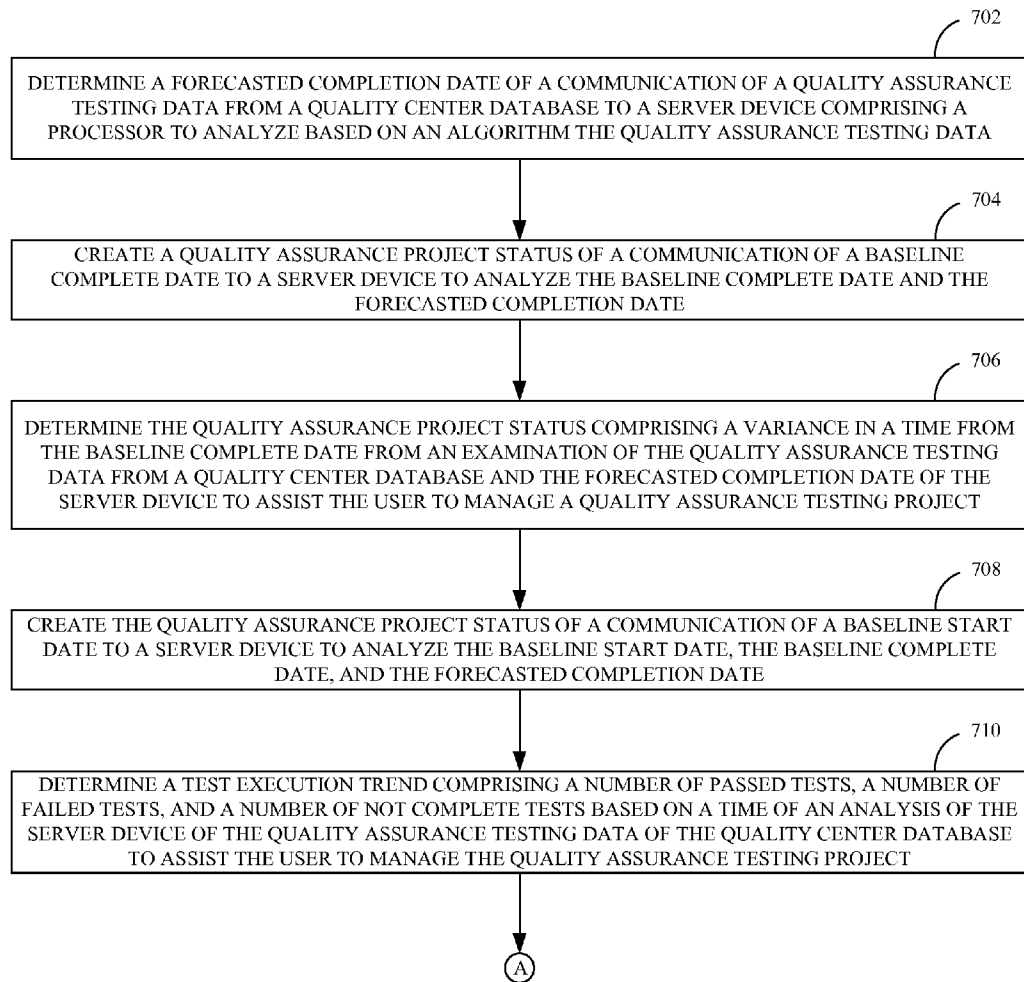 702
DETERMINE A FORECASTED COMPLETION DATE OF A COMMUNICATION OF A QUALITY ASSURANCE
TESTING DATA FROM A QUALITY CENTER DATABASE TO A SERVER DEVICE COMPRISING A
PROCESSOR TO ANALYZE BASED ON AN ALGORITHM THE QUALITY ASSURANCE TESTING DATA
704
CREATE A QUALITY ASSURANCE PROJECT STATUS OF A COMMUNICATION OF A BASELINE
COMPLETE DATE TO A SERVER DEVICE TO ANALYZE THE BASELINE COMPLETE DATE AND THE
FORECASTED COMPLETION DATE
706
DETERMINE THE QUALITY ASSURANCE PROJECT STATUS COMPRISING A VARIANCE IN A TIME FROM
THE BASELINE COMPLETE DATE FROM AN EXAMINATION OF THE QUALITY ASSURANCE TESTING
DATA FROM A QUALITY CENTER DATABASE AND THE FORECASTED COMPLETION DATE OF
THE SERVER DEVICE TO ASSIST THE USER TO MANAGE A QUALITY ASSURANCE TESTING PROJECT
708
CREATE THE QUALITY ASSURANCE PROJECT STATUS OF A COMMUNICATION OF A BASELINE START
DATE TO A SERVER DEVICE TO ANALYZE THE BASELINE START DATE, THE BASELINE COMPLETE
DATE, AND THE FORECASTED COMPLETION DATE
710
DETERMINE A TEST EXECUTION TREND COMPRISING A NUMBER OF PASSED TESTS, A NUMBER OF
FAILED TESTS, AND A NUMBER OF NOT COMPLETE TESTS BASED ON A TIME OF AN ANALYSIS OF THE
SERVER DEVICE OF THE QUALITY ASSURANCE TESTING DATA OF THE QUALITY CENTER DATABASE
TO ASSIST THE USER TO MANAGE THE QUALITY ASSURANCE TESTING PROJECT
A